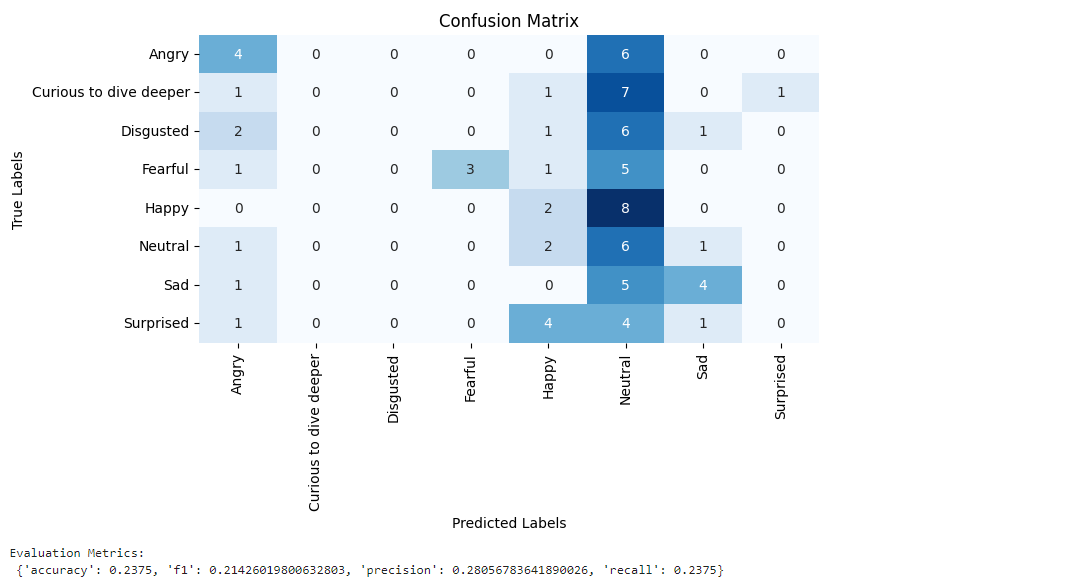 Confusion Matrix
Angry 4 0 0 0 0 6 0 0
Curious to dive deeper 1 0 0 0 1 7 0 1
Disgusted 2 0 0 0 1 6 1 0
Fearful 1 0 0 3 1 5 0 0
Happy 0 0 0 0 2 8 0 0
Neutral 1 0 0 0 2 6 1 0
Sad 1 0 0 0 0 5 4 0
Surprised 1 0 0 0 4 4 1 0
True Labels
Angry
Curious to dive deeper
Disgusted
Fearful
Happy
Neutral
Sad
Surprised
Predicted Labels
Evaluation Metrics:
{'accuracy': 0.2375, 'f1': 0.21426019800632803, 'precision': 0.28056783641890026, 'recall': 0.2375}